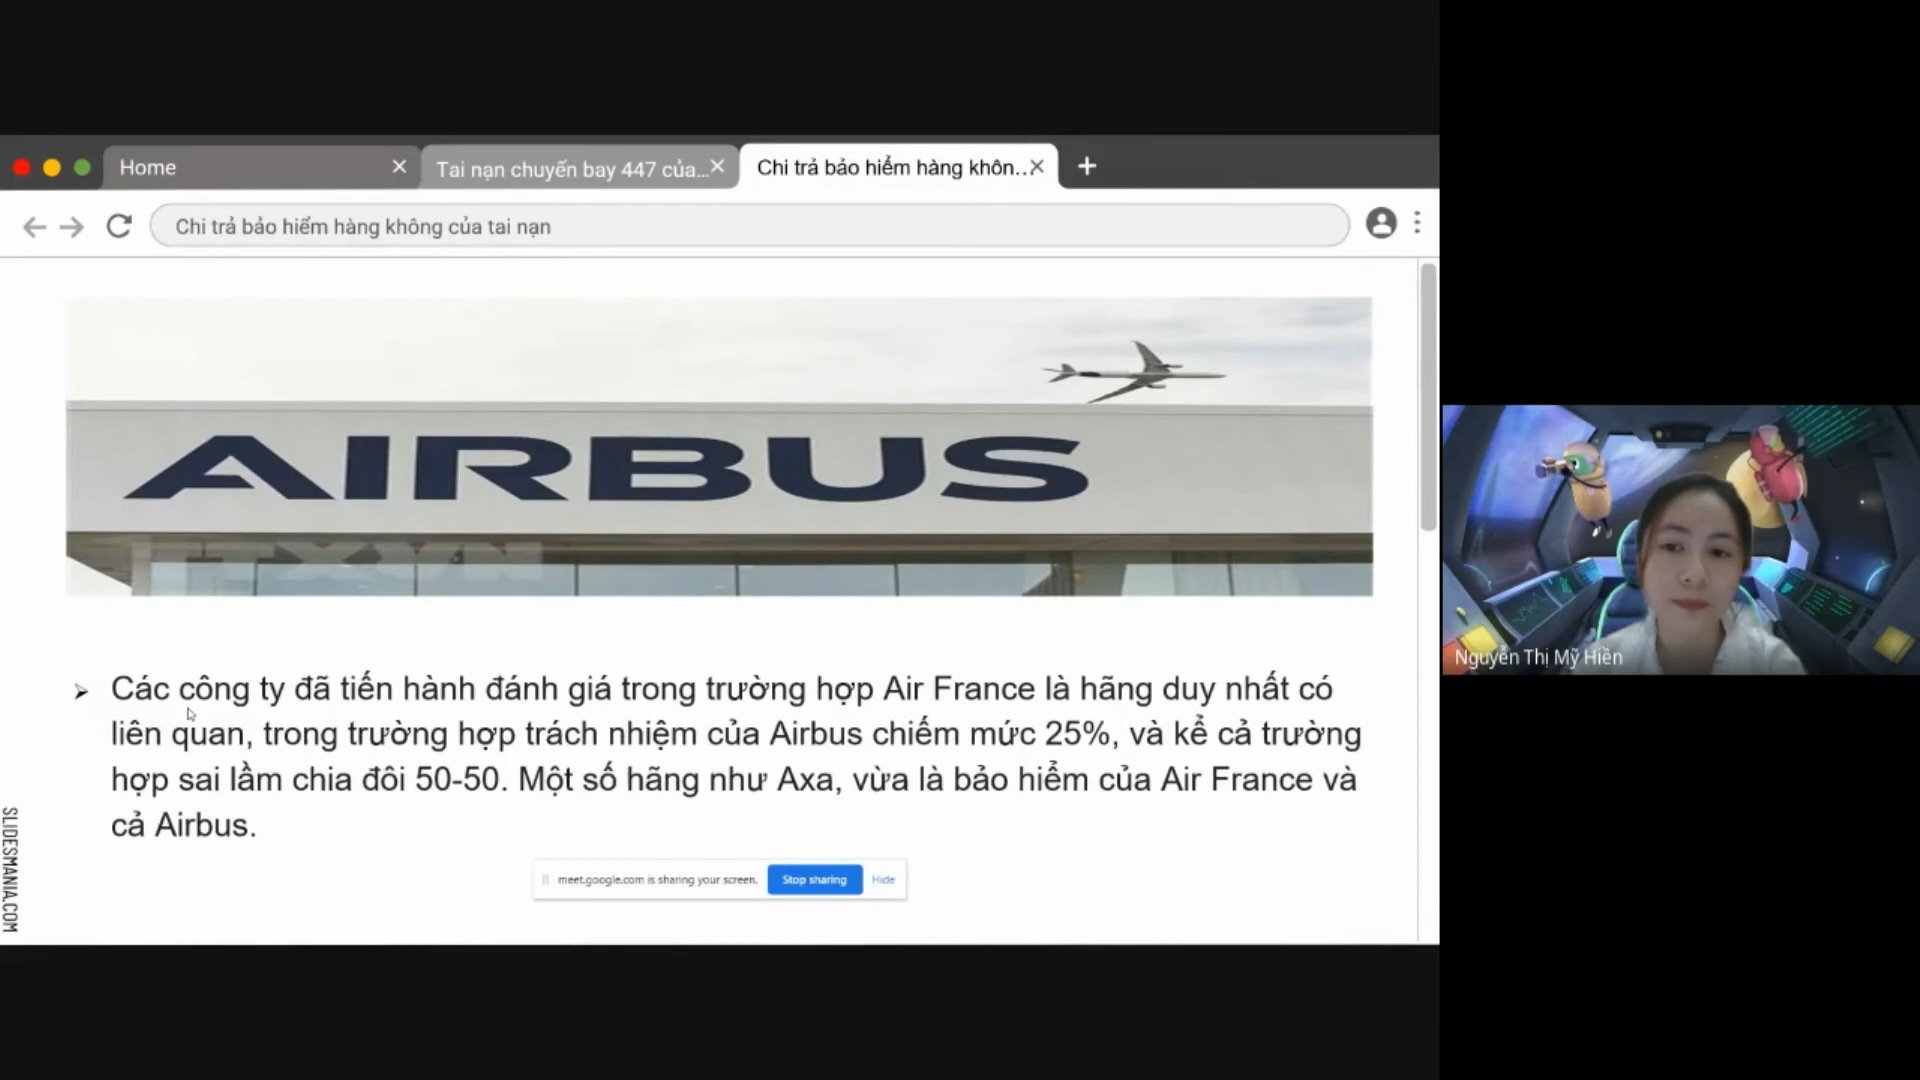 Home
Tai nạn chuyến bay 447 của...
Chi trả bảo hiểm hàng khôn...
Chi trả bảo hiểm hàng không của tai nạn
AIRBUS
Các công ty đã tiến hành đánh giá trong trường hợp Air France là hãng duy nhất có
liên quan, trong trường hợp trách nhiệm của Airbus chiếm mức 25%, và kể cả trường
hợp sai lầm chia đôi 50-50. Một số hãng như Axa, vừa là bảo hiểm của Air France và
cả Airbus.
SLIDESMANIA.COM
meet.google.com is sharing your screen.
Stop sharing
Hide
Nguyễn Thị Mỹ Hiền